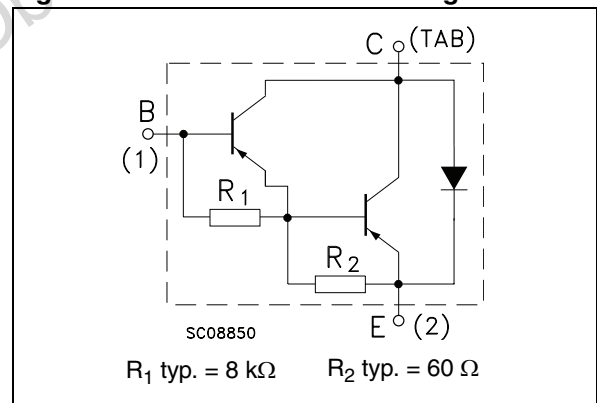 C (TAB)
B
(1)
R1
R2
SC08850
E (2)
R1 typ. = 8 kΩ R2 typ. = 60 Ω